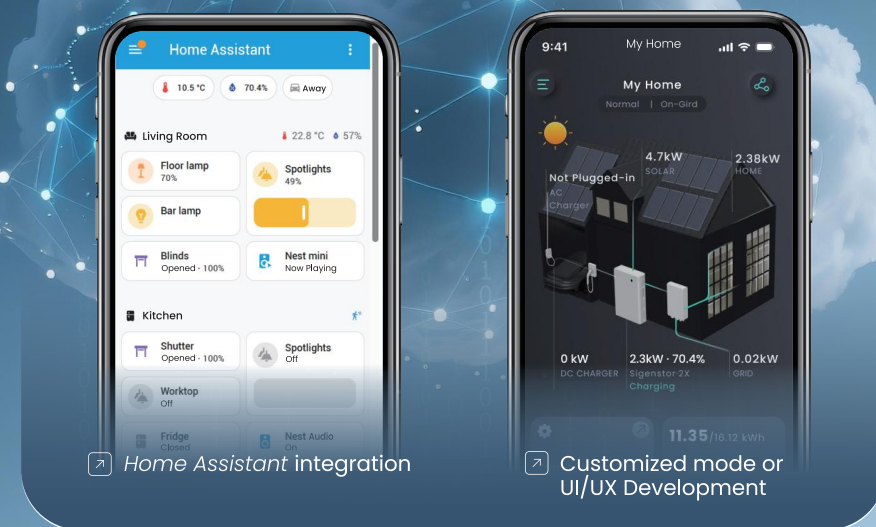 Home Assistant
10.5 °C
70.4%
Away
Living Room
22.8 °C
57%
Floor lamp
70%
Spotlights
49%
Bar lamp
Blinds
Opened · 100%
Nest mini
Now Playing
Kitchen
Shutter
Opened · 100%
Spotlights
Off
Worktop
Off
Fridge
Closed
Nest Audio
On
Home Assistant integration
9:41
My Home
My Home
Normal | On-Gird
4.7kW
SOLAR
2.38kW
HOME
Not Plugged-in
AC
Charger
0 kW
DC CHARGER
2.3kW · 70.4%
Sigenstor-2X
Charging
0.02kW
GRID
11.35/16.12 kWh
Customized mode or
UI/UX Development